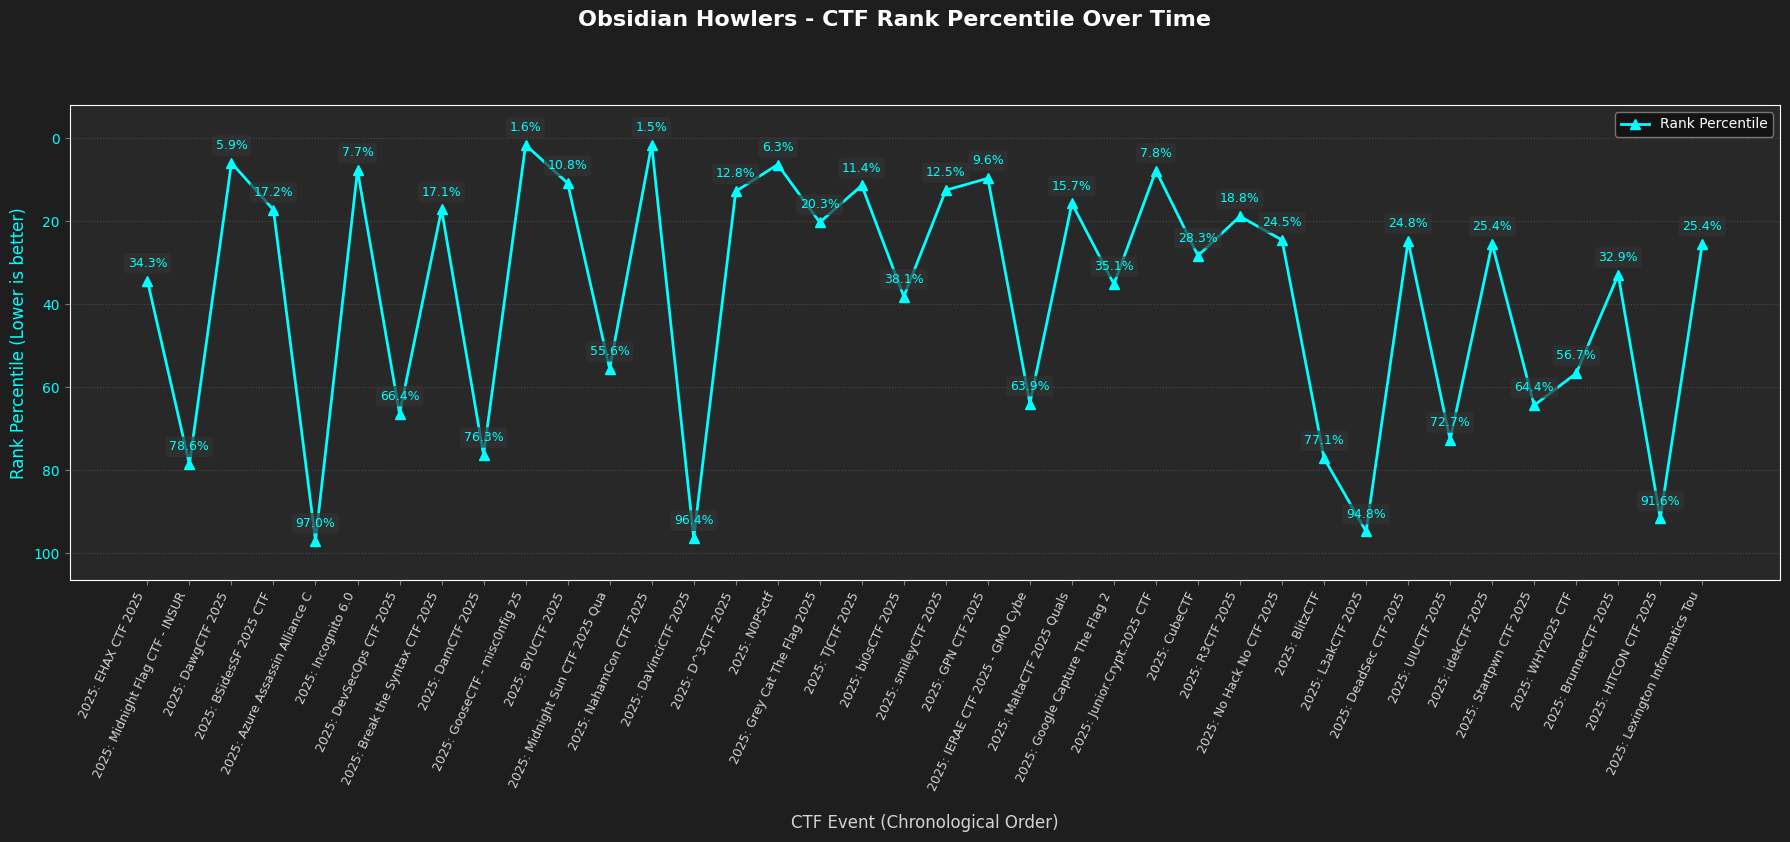 Obsidian Howlers - CTF Rank Percentile Over Time
Rank Percentile
Rank Percentile (Lower is better)
0
20
40
60
80
100
34.3%
78.6%
5.9%
17.2%
97.0%
7.7%
66.4%
17.1%
76.3%
1.6%
10.8%
55.6%
1.5%
96.4%
12.8%
6.3%
20.3%
11.4%
38.1%
12.5%
9.6%
63.9%
15.7%
35.1%
7.8%
28.3%
18.8%
24.5%
77.1%
94.8%
24.8%
72.7%
25.4%
64.4%
56.7%
32.9%
91.6%
25.4%
2025: EHAX CTF 2025
2025: Midnight Flag CTF - INSUR
2025: DawgCTF 2025
2025: BSidesSF 2025 CTF
2025: Azure Assassin Alliance C
2025: Incognito 6.0
2025: DevSecOps CTF 2025
2025: Break the Syntax CTF 2025
2025: DamCTF 2025
2025: GooseCTF - misc0nfig 25
2025: BYUCTF 2025
2025: Midnight Sun CTF 2025 Qua
2025: NahamCon CTF 2025
2025: DaVinciCTF 2025
2025: D^3CTF 2025
2025: N0PSctf
2025: Grey Cat The Flag 2025
2025: TJCTF 2025
2025: bi0sCTF 2025
2025: smileyCTF 2025
2025: GPN CTF 2025
2025: IERAE CTF 2025 - GMO Cybe
2025: MaltaCTF 2025 Quals
2025: Google Capture The Flag 2
2025: Junior.Crypt.2025 CTF
2025: CubeCTF
2025: R3CTF 2025
2025: No Hack No CTF 2025
2025: BlitzCTF
2025: L3akCTF 2025
2025: DeadSec CTF 2025
2025: UIUCTF 2025
2025: idekCTF 2025
2025: Startpwn CTF 2025
2025: WHY2025 CTF
2025: BrunnerCTF 2025
2025: HITCON CTF 2025
2025: Lexington Informatics Tou
CTF Event (Chronological Order)